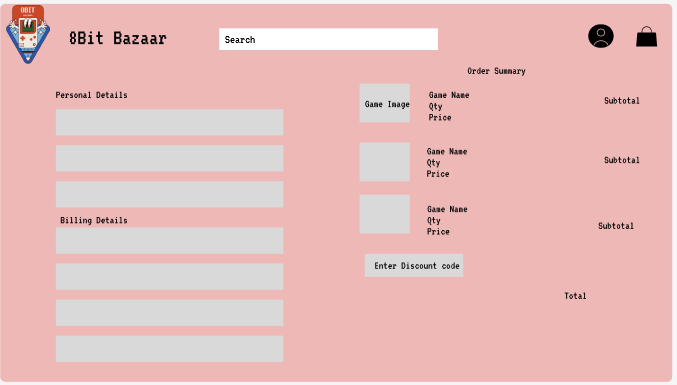 8BIT
8Bit Bazaar
Search
Order Summary
Personal Details
Game Image
Game Name
Qty
Price
Subtotal
Game Name
Qty
Price
Subtotal
Billing Details
Game Name
Qty
Price
Subtotal
Enter Discount code
Total